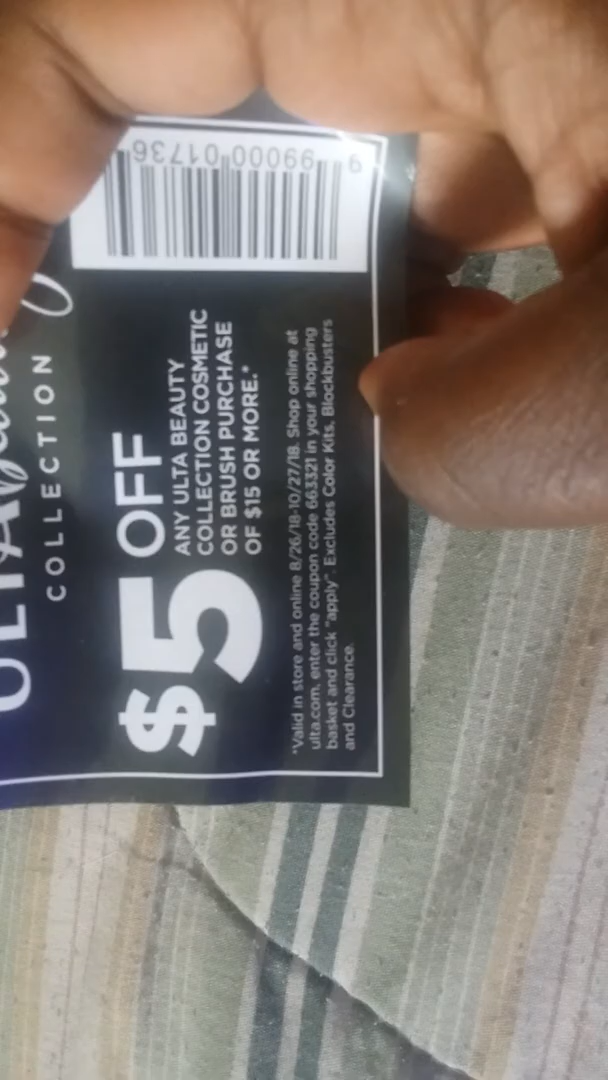 COLLECTION
$5 OFF
ANY ULTA BEAUTY
COLLECTION COSMETIC
OR BRUSH PURCHASE
OF $15 OR MORE.*
*Valid in store and online 8/26/18-10/27/18. Shop online at
ulta.com, enter the coupon code 663321 in your shopping
basket and click "apply". Excludes Color Kits, Blockbusters
and Clearance.
9 99000 01736